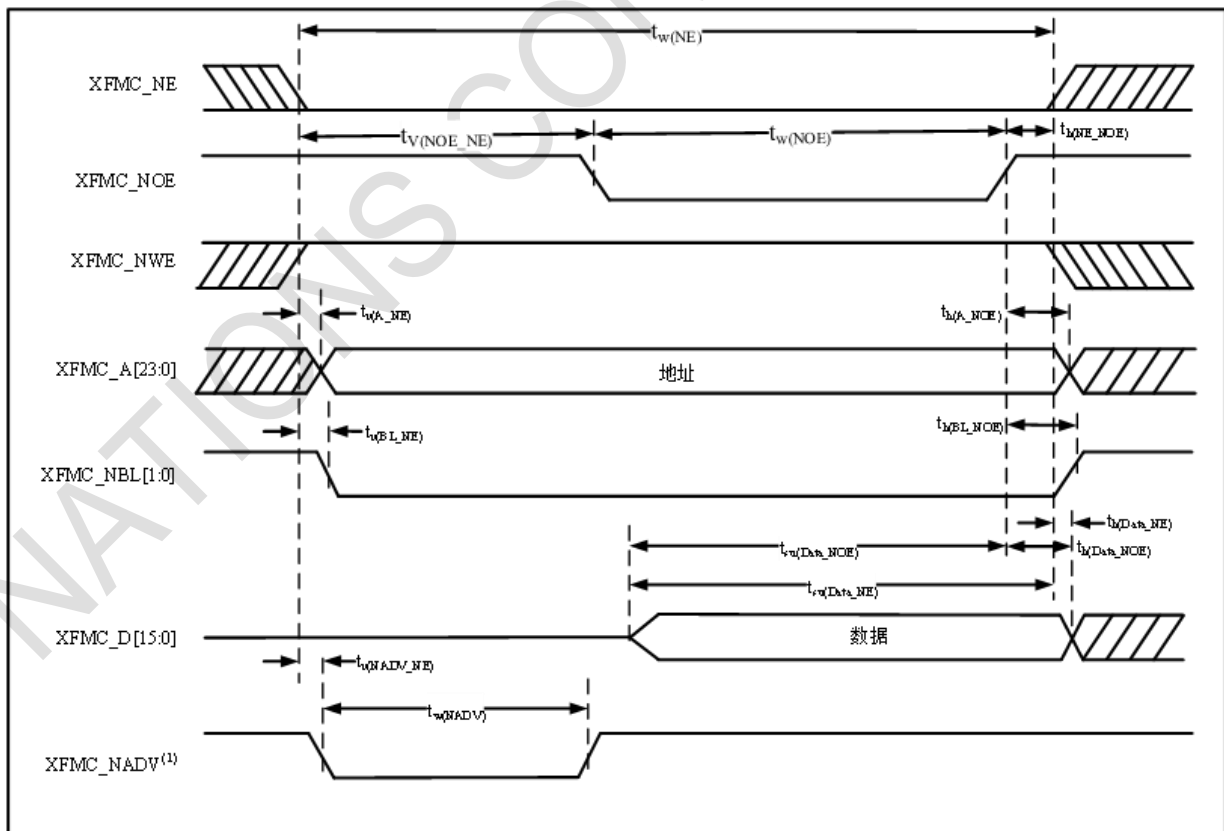 NATIONS CON
tw(NE)
XFMC_NE
tV(NOE_NE)
tw(NOE)
th(NE_NOE)
XFMC_NOE
XFMC_NWE
tv(A_NE)
th(A_NOE)
XFMC_A[23:0]
地址
tv(BL_NE)
th(BL_NOE)
XFMC_NBL[1:0]
th(Data_NE)
tsu(Data_NOE)
th(Data_NOE)
tsu(Data_NE)
XFMC_D[15:0]
数据
tv(NADV_NE)
tw(NADV)
XFMC_NADV(1)